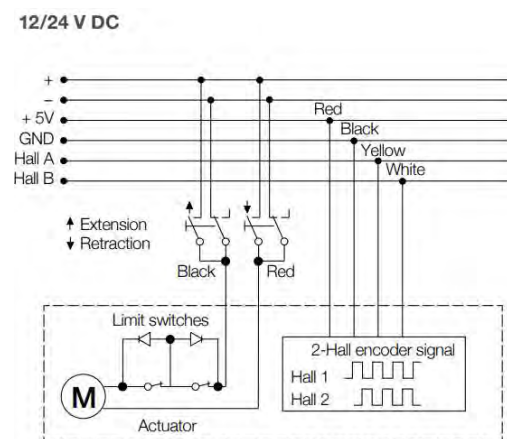 12/24 V DC
+
–
+ 5V
GND
Hall A
Hall B
Red
Black
Yellow
White
Extension
Retraction
Black
Red
Limit switches
M
Actuator
2-Hall encoder signal
Hall 1
Hall 2